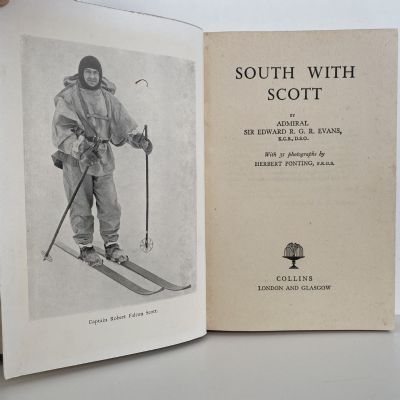 Captain Robert Falcon Scott.
SOUTH WITH
SCOTT
BY
ADMIRAL
SIR EDWARD R. G. R. EVANS,
K.C.B., D.S.O.
With 31 photographs by
HERBERT PONTING, F.R.G.S.
COLLINS
LONDON AND GLASGOW